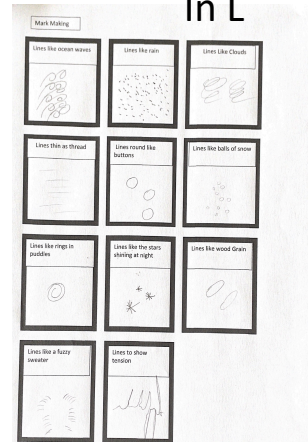 In L
Mark Making
Lines like ocean waves
Lines like rain
Lines Like Clouds
Lines thin as thread
Lines round like
buttons
Lines like balls of snow
Lines like rings in
puddles
Lines like the stars
shining at night
Lines like wood Grain
Lines like a fuzzy
sweater
Lines to show
tension